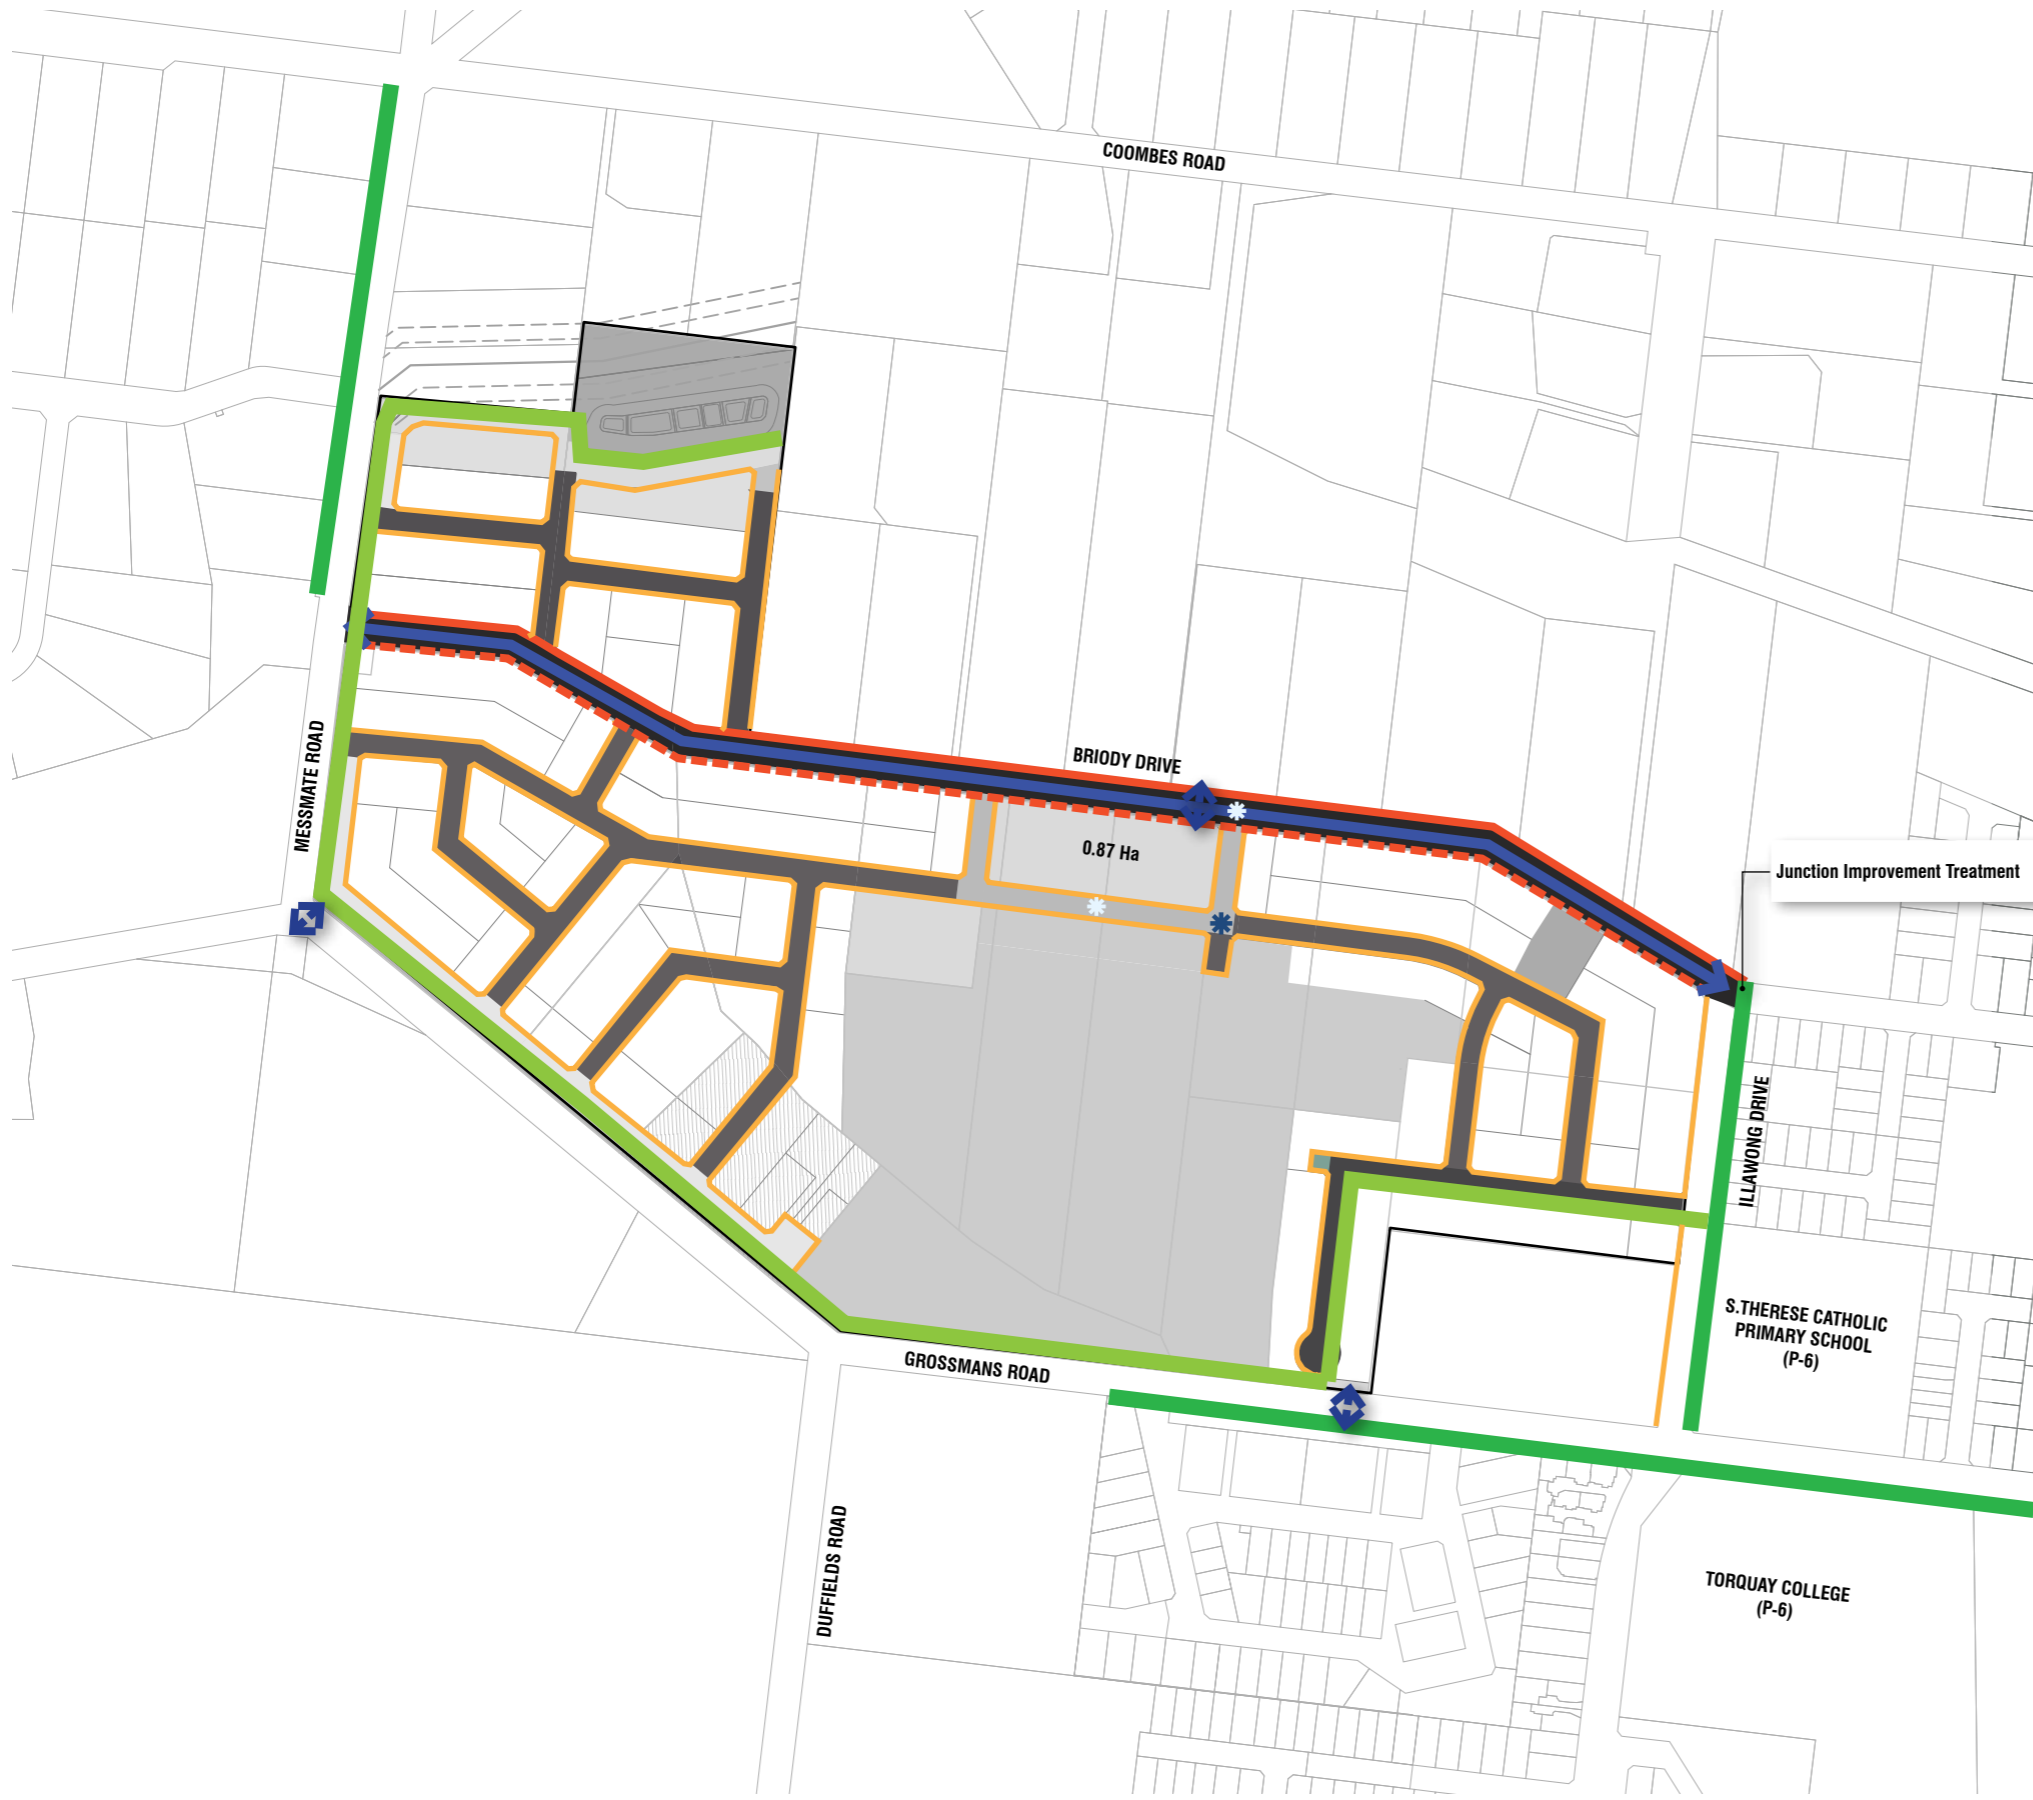 COOMBES ROAD
BRIODY DRIVE
MESSMATE ROAD
0.87 Ha
Junction Improvement Treatment
ILLAWONG DRIVE
S.THERESE CATHOLIC
PRIMARY SCHOOL
(P-6)
GROSSMANS ROAD
DUFFIELDS ROAD
TORQUAY COLLEGE
(P-6)